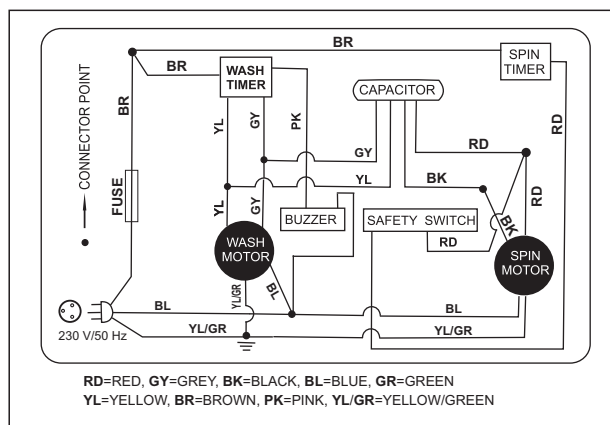 BR
SPIN
TIMER
BR
WASH
TIMER
CAPACITOR
CONNECTOR POINT
BR
FUSE
YL
GY
PK
RD
GY
RD
YL
BK
YL
GY
BUZZER
SAFETY SWITCH
BK
RD
RD
WASH
MOTOR
SPIN
MOTOR
YL/GR
BL
BL
BL
YL/GR
YL/GR
230 V/50 Hz
RD=RED, GY=GREY, BK=BLACK, BL=BLUE, GR=GREEN
YL=YELLOW, BR=BROWN, PK=PINK, YL/GR=YELLOW/GREEN